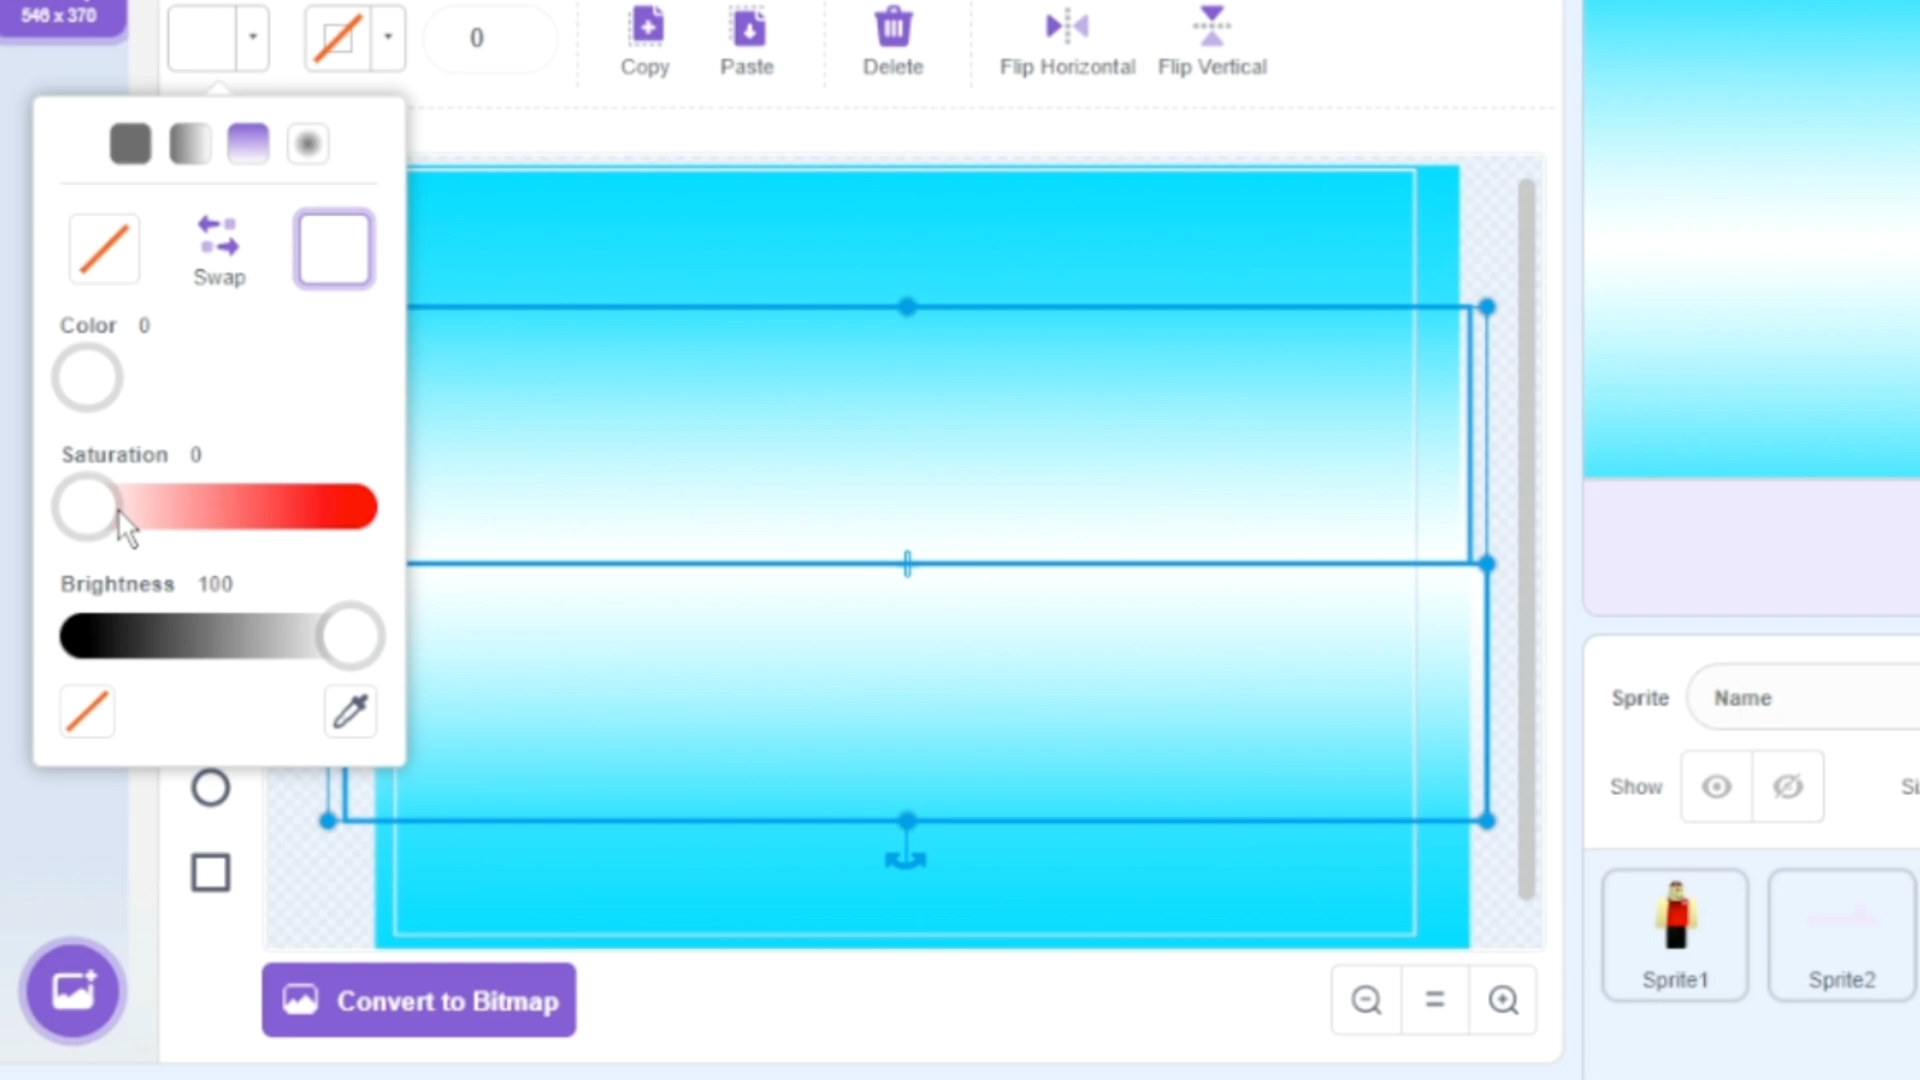 546 x 370
0
Copy
Paste
Delete
Flip Horizontal
Flip Vertical
Swap
Color 0
Saturation 0
Brightness 100
Convert to Bitmap
Sprite
Name
Show
Sprite1
Sprite2